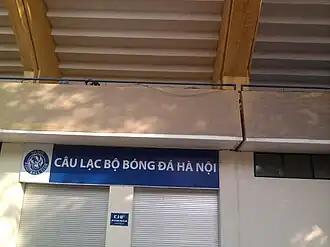 CÂU LẠC BỘ BÓNG ĐÁ HÀ NỘI